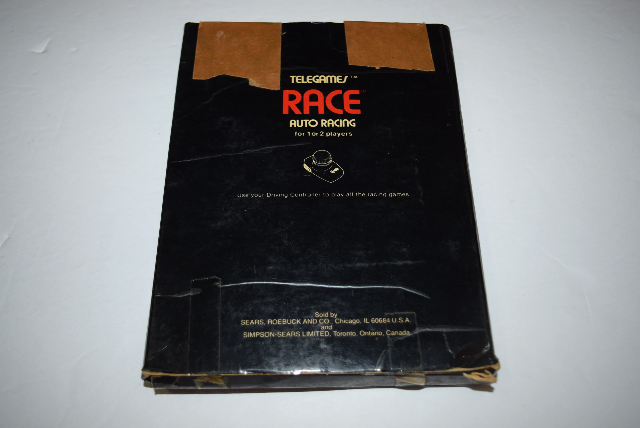 TELEGAMES™
RACE
AUTO RACING
for 1 or 2 players
Use your Driving Controller to play all the racing games.
Sold by
SEARS, ROEBUCK AND CO., Chicago, IL 60684 U.S.A.
and
SIMPSON-SEARS LIMITED, Toronto, Ontario, Canada.